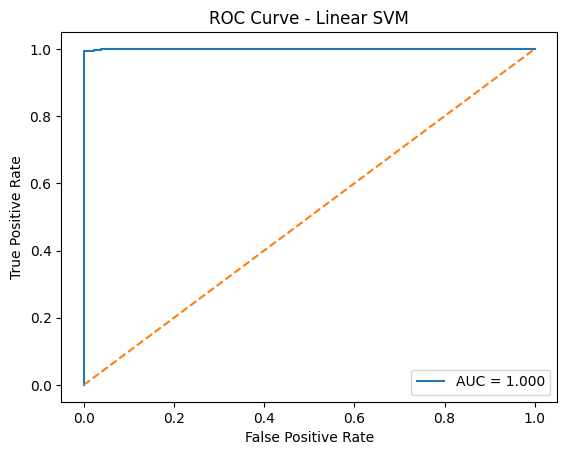 ROC Curve - Linear SVM
1.0
0.8
0.6
0.4
0.2
0.0
True Positive Rate
AUC = 1.000
0.0 0.2 0.4 0.6 0.8 1.0
False Positive Rate